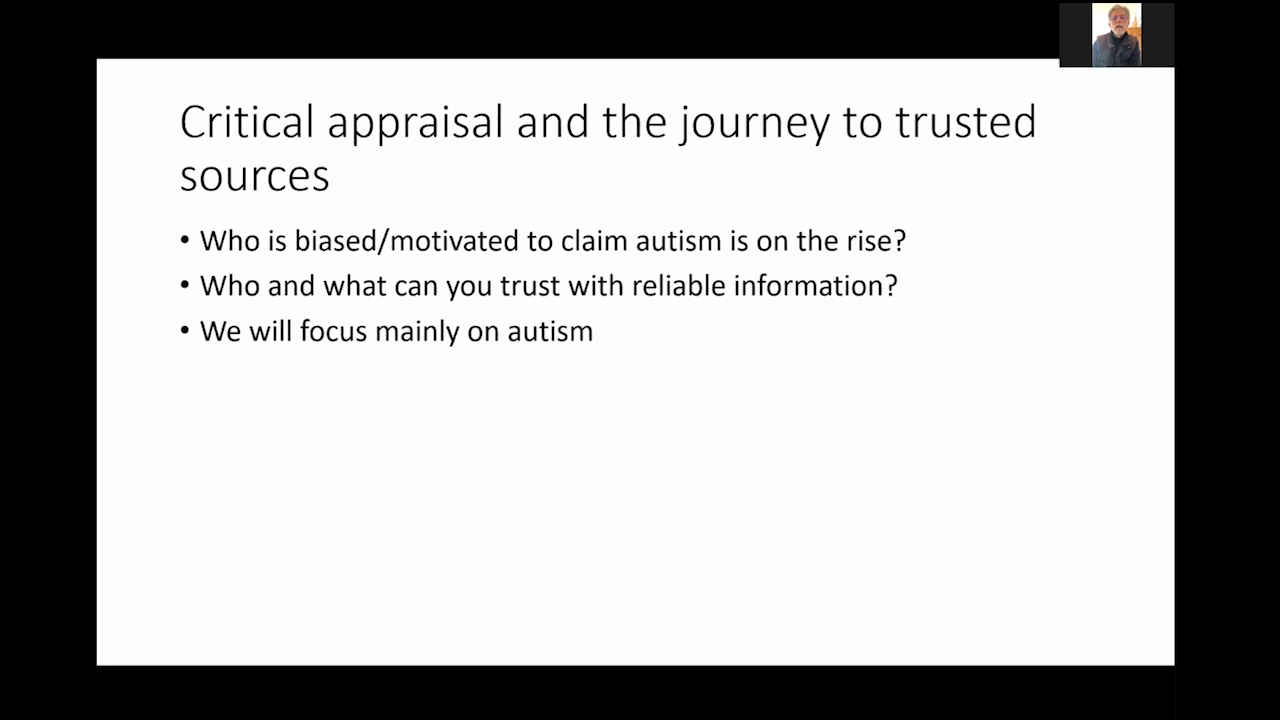 Critical appraisal and the journey to trusted
sources
• Who is biased/motivated to claim autism is on the rise?
• Who and what can you trust with reliable information?
• We will focus mainly on autism